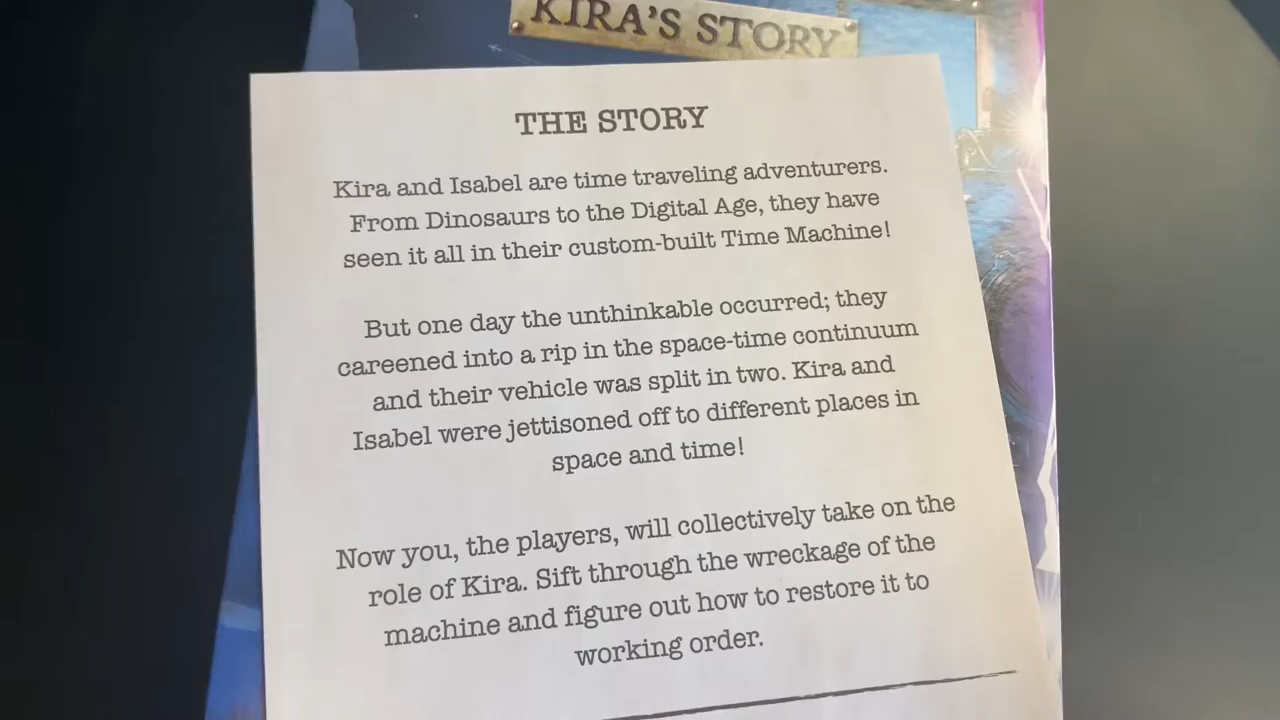 KIRA'S STORY
THE STORY
Kira and Isabel are time traveling adventurers.
From Dinosaurs to the Digital Age, they have
seen it all in their custom-built Time Machine!
But one day the unthinkable occurred; they
careened into a rip in the space-time continuum
and their vehicle was split in two. Kira and
Isabel were jettisoned off to different places in
space and time!
Now you, the players, will collectively take on the
role of Kira. Sift through the wreckage of the
machine and figure out how to restore it to
working order.